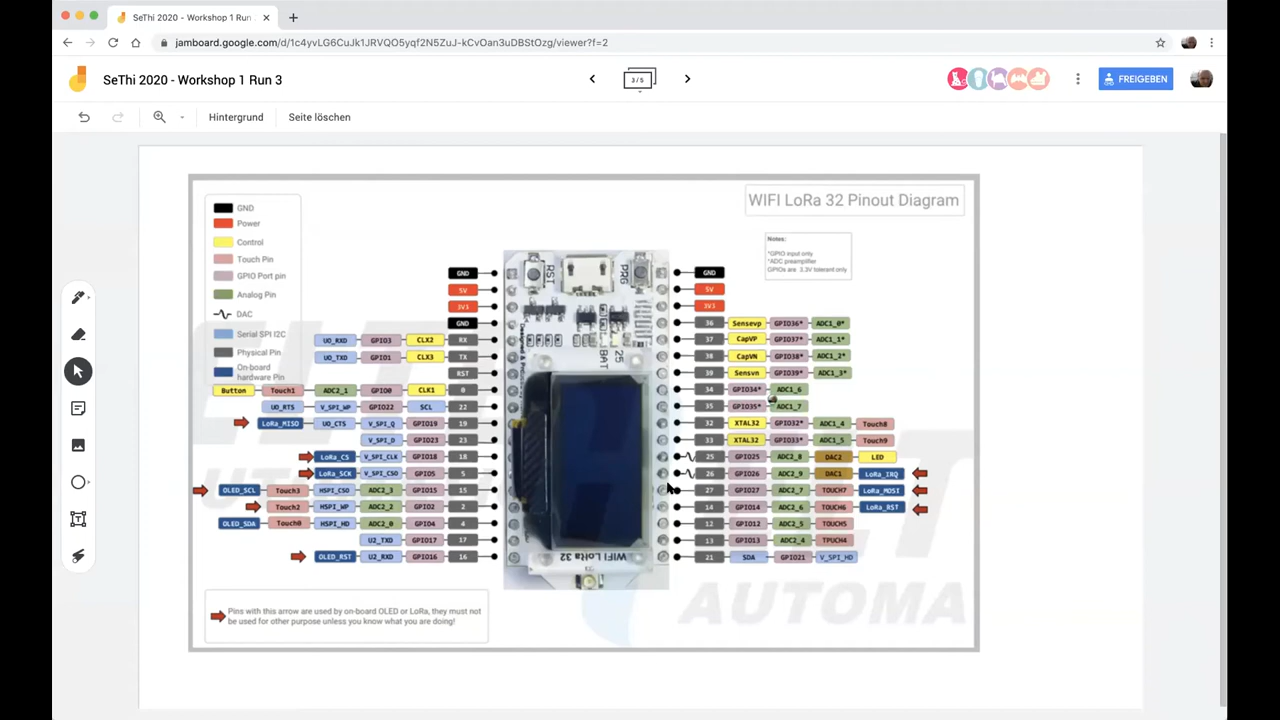 SeThi 2020 - Workshop 1 Run
jamboard.google.com/d/1c4yvLG6CuJk1JRVQO5yqf2N5ZuJ-kCvOan3uDBStOzg/viewer?f=2
SeThi 2020 - Workshop 1 Run 3
3/5
FREIGEBEN
Hintergrund
Seite löschen
WIFI LoRa 32 Pinout Diagram
GND
Power
Control
Touch Pin
GPIO Port pin
Analog Pin
DAC
Serial SPI I2C
Physical Pin
On-board
hardware Pin
Notes:
*GPIO input only
*ADC preamplifier
GPIOs are 3.3V tolerant only
GND
5V
3V3
GND
UO_RXD GPIO3 CLK2 RX
UO_TXD GPIO1 CLK3 TX
RST
Button Touch1 ADC2_1 GPIO0 CLK1 0
UO_RTS V_SPI_WP GPIO22 SCL 22
LoRa_MISO UO_CTS V_SPI_Q GPIO19 19
V_SPI_D GPIO23 23
LoRa_CS V_SPI_CLK GPIO18 18
LoRa_SCK V_SPI_CSO GPIO5 5
OLED_SCL Touch3 HSPI_CSO ADC2_3 GPIO15 15
Touch2 HSPI_WP ADC2_2 GPIO2 2
OLED_SDA Touch0 HSPI_HD ADC2_0 GPIO4 4
U2_TXD GPIO17 17
OLED_RST U2_RXD GPIO16 16
RST
PRG
BAT
25
WIFI LoRa 32
GND
5V
3V3
36 Sensevp GPIO36* ADC1_0*
37 CapVP GPIO37* ADC1_1*
38 CapVN GPIO38* ADC1_2*
39 Sensvn GPIO39* ADC1_3*
34 GPIO34* ADC1_6
35 GPIO35* ADC1_7
32 XTAL32 GPIO32* ADC1_4 Touch8
33 XTAL32 GPIO33* ADC1_5 Touch9
25 GPIO25 ADC2_8 DAC2 LED
26 GPIO26 ADC2_9 DAC1 LoRa_IRQ
27 GPIO27 ADC2_7 TOUCH7 LoRa_MOSI
14 GPIO14 ADC2_6 TOUCH6 LoRa_RST
12 GPIO12 ADC2_5 TOUCH5
13 GPIO13 ADC2_4 TPUCH4
21 SDA GPIO21 V_SPI_HD
Pins with this arrow are used by on-board OLED or LoRa, they must not
be used for other purpose unless you know what you are doing!
AUTOMA